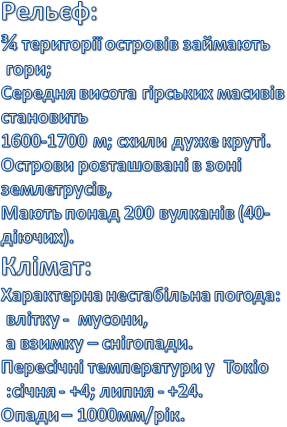 Рельєф:
¾ території островів займають
гори;
Середня висота гірських масивів
становить
1600-1700 м; схили дуже круті.
Острови розташовані в зоні
землетрусів,
Мають понад 200 вулканів (40-
діючих).
Клімат:
Характерна нестабільна погода:
влітку - мусони,
а взимку – снігопади.
Пересічні температури у Токіо
:січня - +4; липня - +24.
Опади – 1000мм/рік.